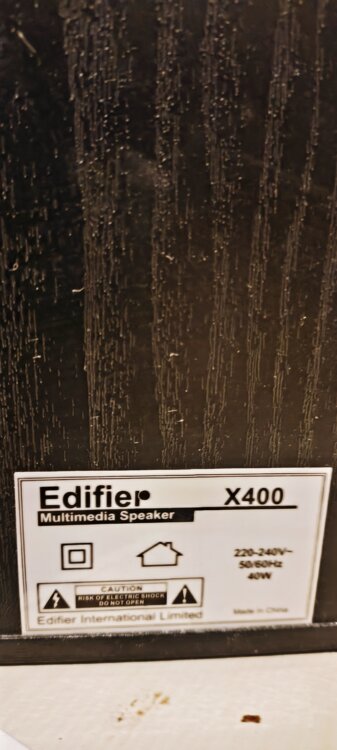 Edifier X400
Multimedia Speaker
220-240V~
50/60Hz
40W
CAUTION
RISK OF ELECTRIC SHOCK
DO NOT OPEN
Edifier International Limited
Made In China